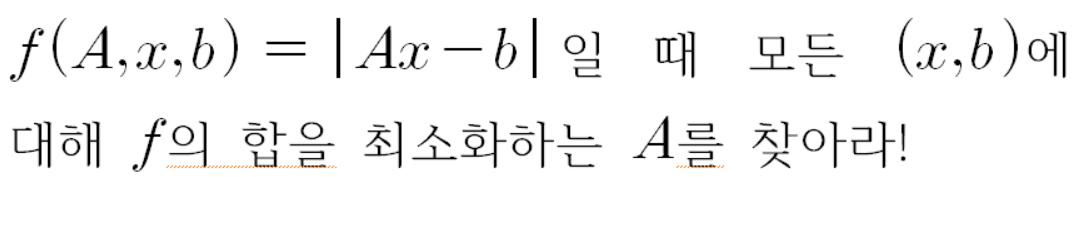 f(A,x,b) = |Ax-b| 일 때 모든 (x,b)에
대해 f의 합을 최소화하는 A를 찾아라!